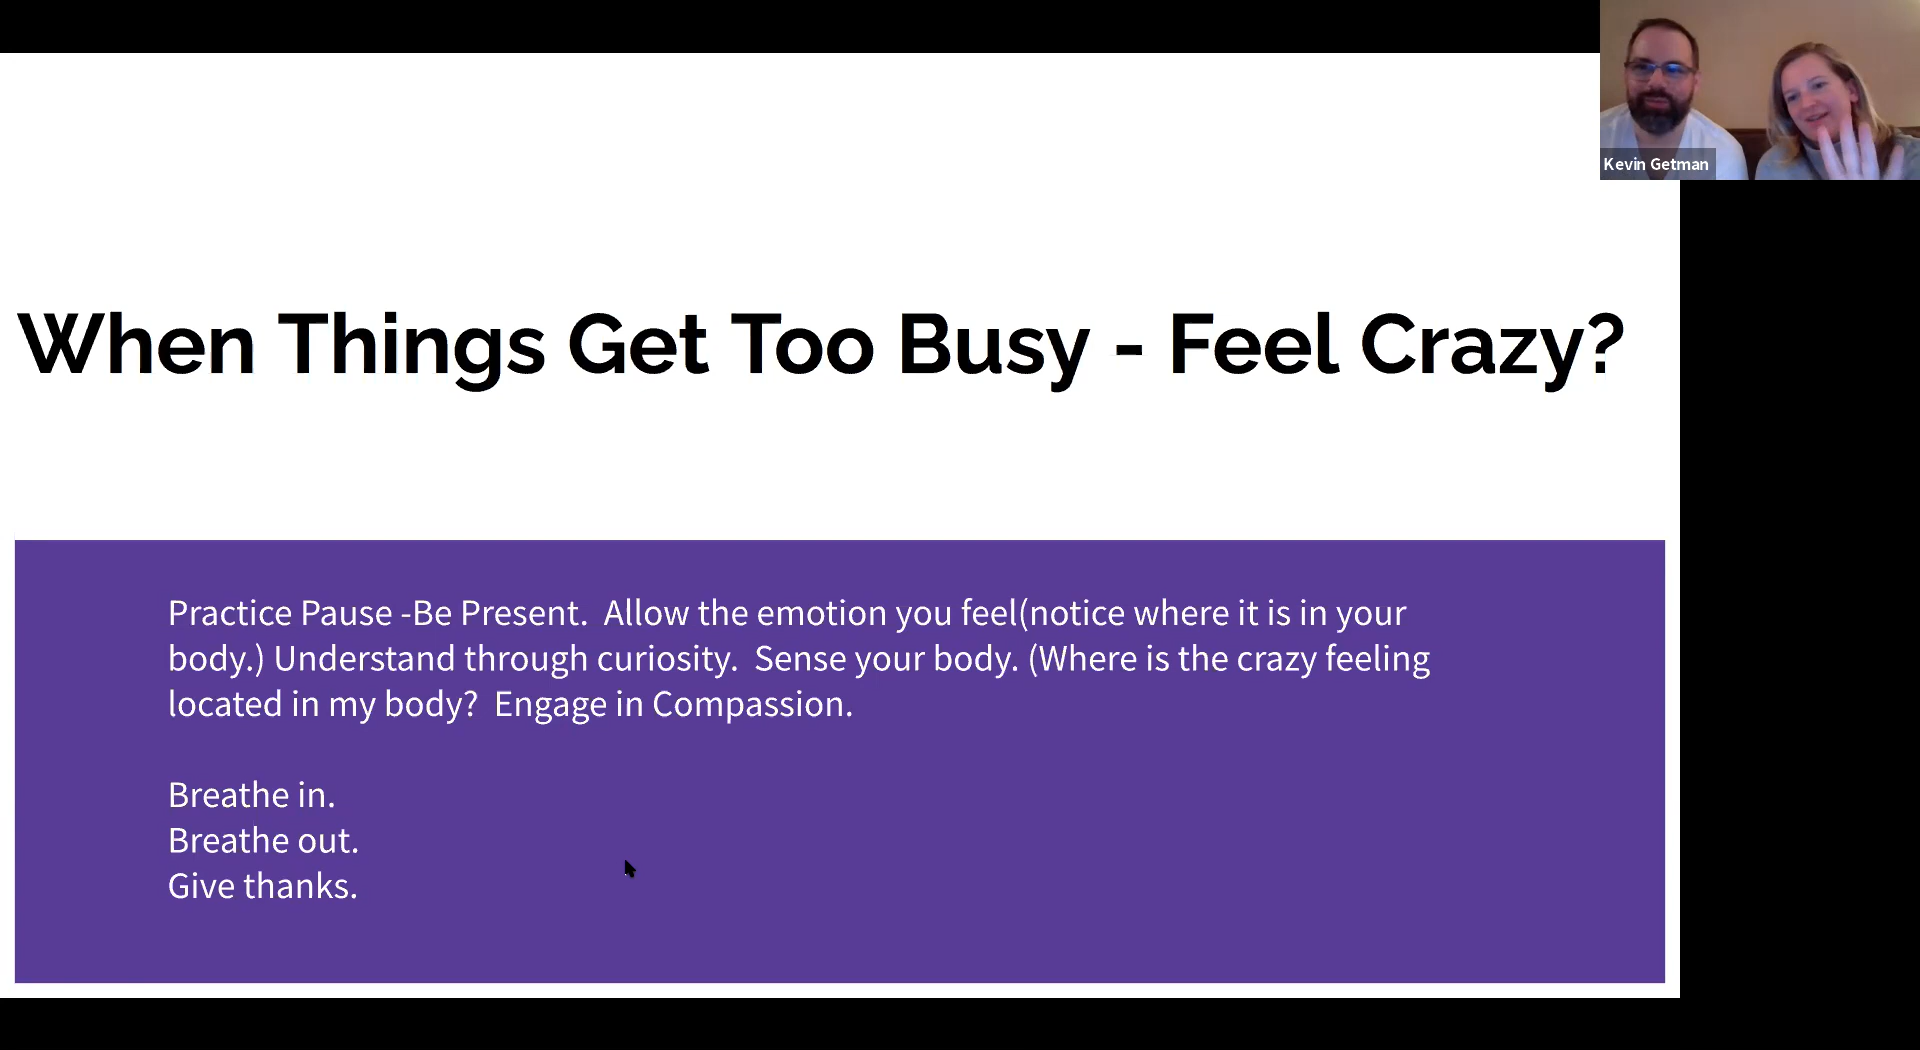 Kevin Getman
When Things Get Too Busy - Feel Crazy?
Practice Pause -Be Present.  Allow the emotion you feel(notice where it is in your
body.) Understand through curiosity.  Sense your body. (Where is the crazy feeling
located in my body?  Engage in Compassion.
Breathe in.
Breathe out.
Give thanks.